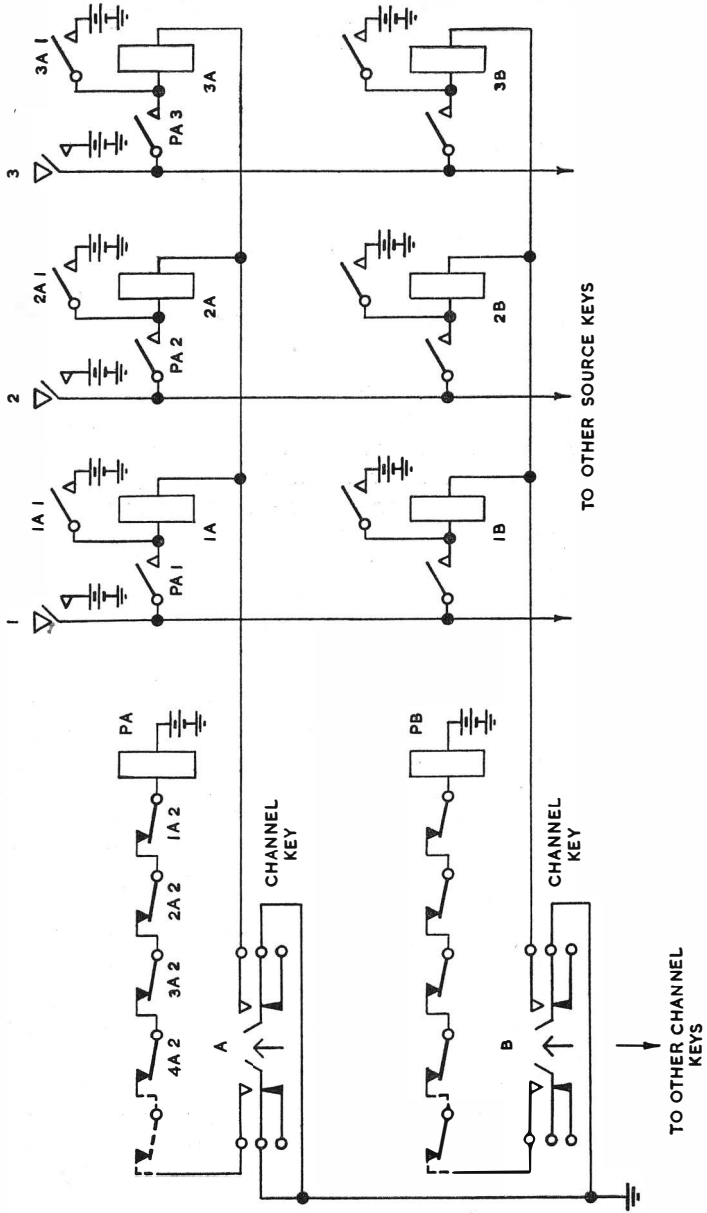 1
2
3
1A 1
2A 1
3A 1
PA 1
PA 2
PA 3
1A
2A
3A
PA
4A 2
3A 2
2A 2
1A 2
A
CHANNEL
KEY
PB
1B
2B
3B
B
CHANNEL
KEY
TO OTHER SOURCE KEYS
TO OTHER CHANNEL
KEYS